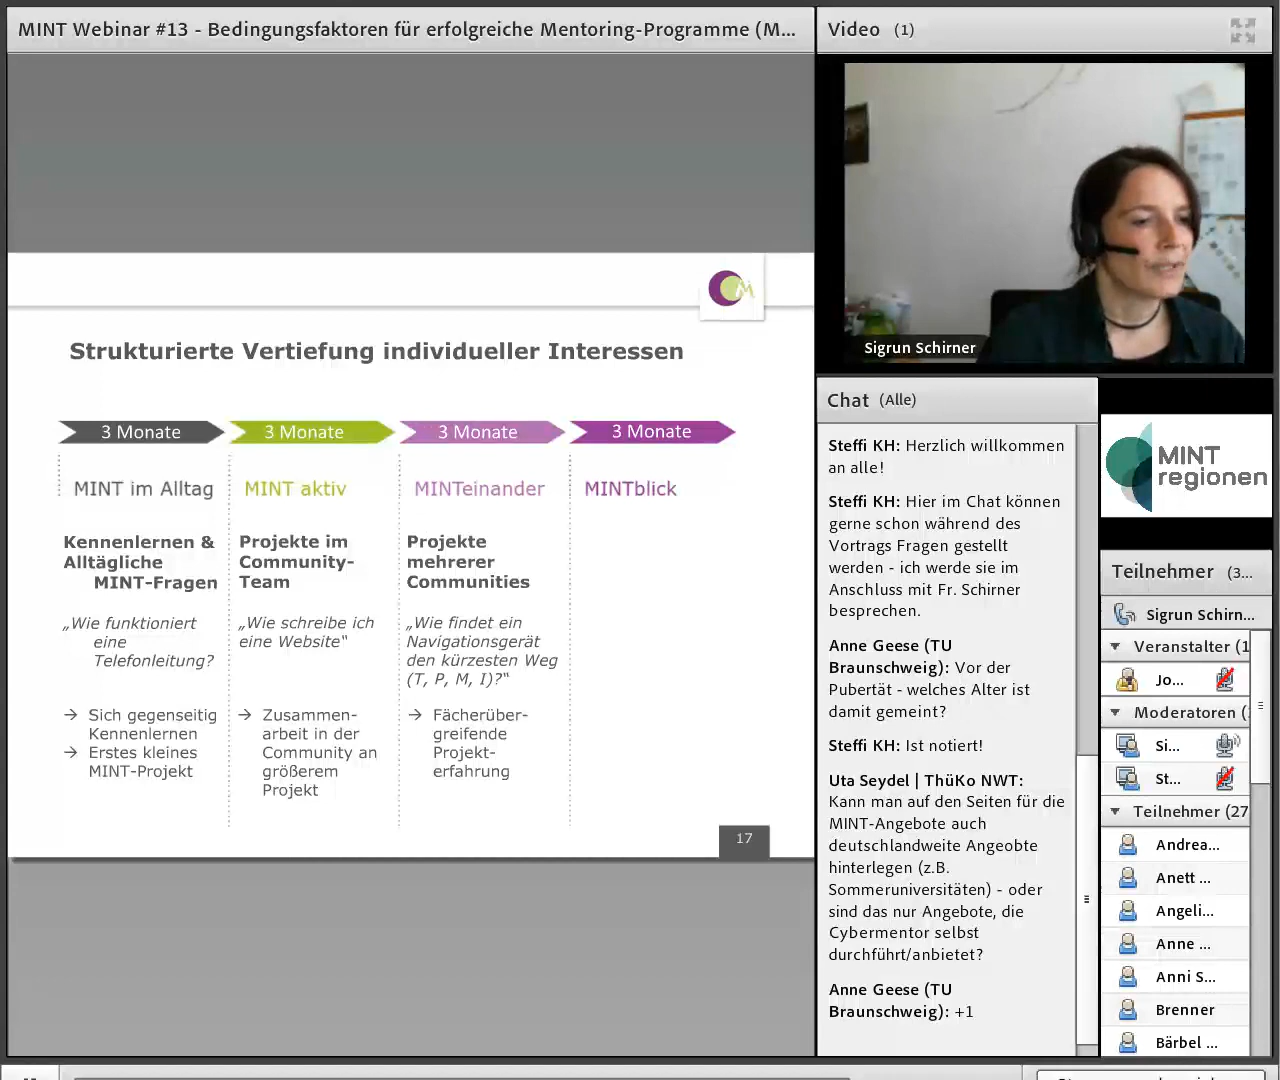 MINT Webinar #13 - Bedingungsfaktoren für erfolgreiche Mentoring-Programme (M...
Strukturierte Vertiefung individueller Interessen
3 Monate
3 Monate
3 Monate
3 Monate
MINT im Alltag
MINT aktiv
MINTeinander
MINTblick
Kennenlernen &
Alltägliche
MINT-Fragen
Projekte im
Community-
Team
Projekte
mehrerer
Communities
„Wie funktioniert
eine
Telefonleitung?
„Wie schreibe ich
eine Website“
„Wie findet ein
Navigationsgerät
den kürzesten Weg
(T, P, M, I)?“
→ Sich gegenseitig
Kennenlernen
→ Erstes kleines
MINT-Projekt
→ Zusammen-
arbeit in der
Community an
größerem
Projekt
→ Fächerüber-
greifende
Projekt-
erfahrung
17
Video (1)
Sigrun Schirner
Chat (Alle)
Steffi KH: Herzlich willkommen
an alle!
Steffi KH: Hier im Chat können
gerne schon während des
Vortrags Fragen gestellt
werden - ich werde sie im
Anschluss mit Fr. Schirner
besprechen.
Anne Geese (TU
Braunschweig): Vor der
Pubertät - welches Alter ist
damit gemeint?
Steffi KH: Ist notiert!
Uta Seydel | ThüKo NWT:
Kann man auf den Seiten für die
MINT-Angebote auch
deutschlandweite Angeobte
hinterlegen (z.B.
Sommeruniversitäten) - oder
sind das nur Angebote, die
Cybermentor selbst
durchführt/anbietet?
Anne Geese (TU
Braunschweig): +1
MINT
regionen
Teilnehmer (3...
Sigrun Schirn...
Veranstalter (1
Jo...
Moderatoren (
Si...
St...
Teilnehmer (27
Andrea...
Anett ...
Angeli...
Anne ...
Anni S...
Brenner
Bärbel ...